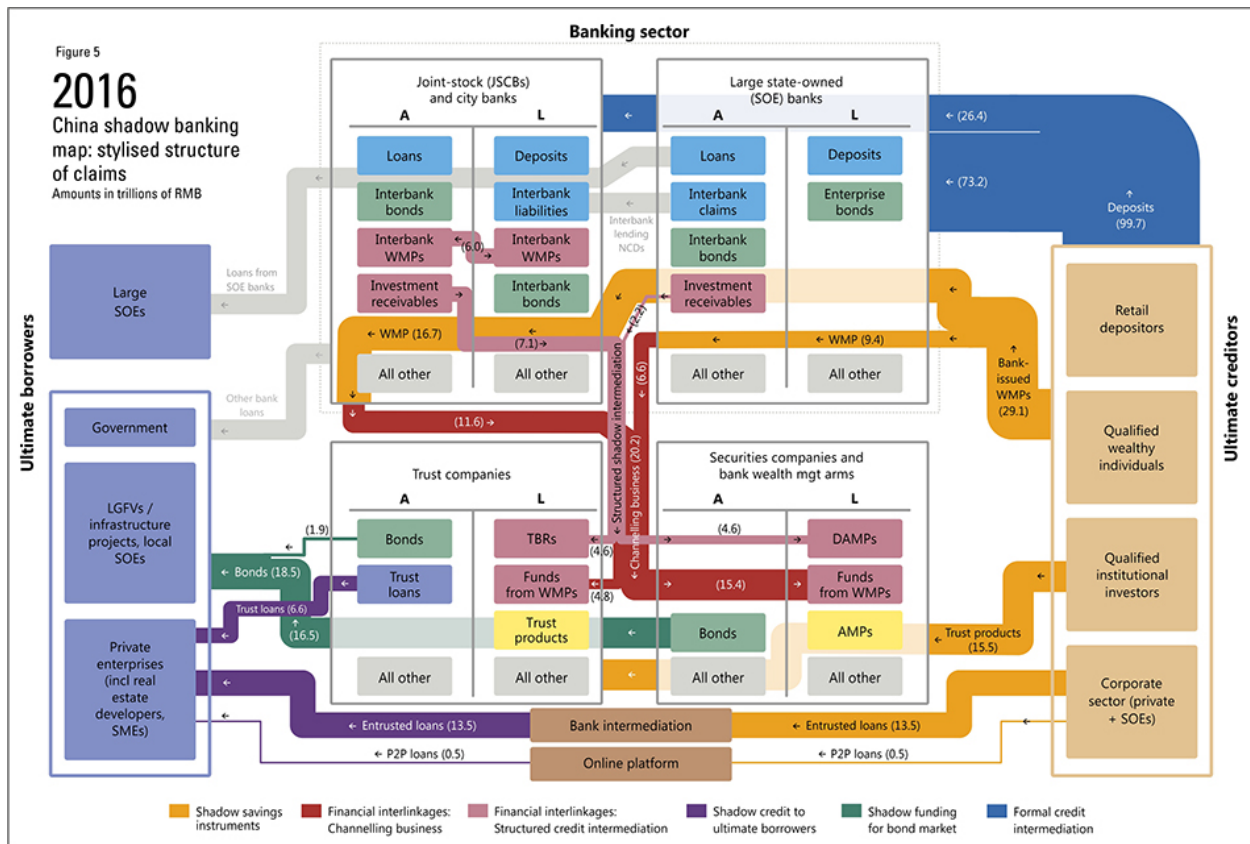 Figure 5
2016
China shadow banking
map: stylised structure
of claims
Amounts in trillions of RMB
Banking sector
Joint-stock (JSCBs)
and city banks
A
L
Loans
Deposits
Interbank
bonds
Interbank
liabilities
Interbank
WMPs
← (6.0) →
Interbank
WMPs
Investment
receivables
Interbank
bonds
← WMP (16.7)
(7.1) →
All other
All other
Large state-owned
(SOE) banks
A
L
Loans
Deposits
Interbank
claims
Enterprise
bonds
Interbank
bonds
Investment
receivables
← (2.2)
← WMP (9.4)
← (6.6)
All other
All other
Interbank
lending
NCDs
← (26.4)
← (73.2)
↑
Deposits
(99.7)
↑
Bank-
issued
WMPs
(29.1)
Ultimate borrowers
Large
SOEs
Loans from
SOE banks
Other bank
loans
Government
LGFVs /
infrastructure
projects, local
SOEs
Private
enterprises
(incl real
estate
developers,
SMEs)
(11.6) →
← Structured shadow intermediation
← Channelling business (20.2)
Trust companies
A
L
Bonds
TBRs
Trust
loans
Funds
from WMPs
Trust
products
All other
All other
(1.9)
← Bonds (18.5)
Trust loans (6.6)
↑
(16.5)
(4.6)
(4.8)
Securities companies and
bank wealth mgt arms
A
L
(4.6)
DAMPs
(15.4)
Funds
from WMPs
Bonds
AMPs
All other
All other
← Trust products
(15.5)
← Entrusted loans (13.5)
Bank intermediation
← Entrusted loans (13.5)
← P2P loans (0.5)
Online platform
← P2P loans (0.5)
Ultimate creditors
Retail
depositors
Qualified
wealthy
individuals
Qualified
institutional
investors
Corporate
sector (private
+ SOEs)
Shadow savings
instruments
Financial interlinkages:
Channelling business
Financial interlinkages:
Structured credit intermediation
Shadow credit to
ultimate borrowers
Shadow funding
for bond market
Formal credit
intermediation